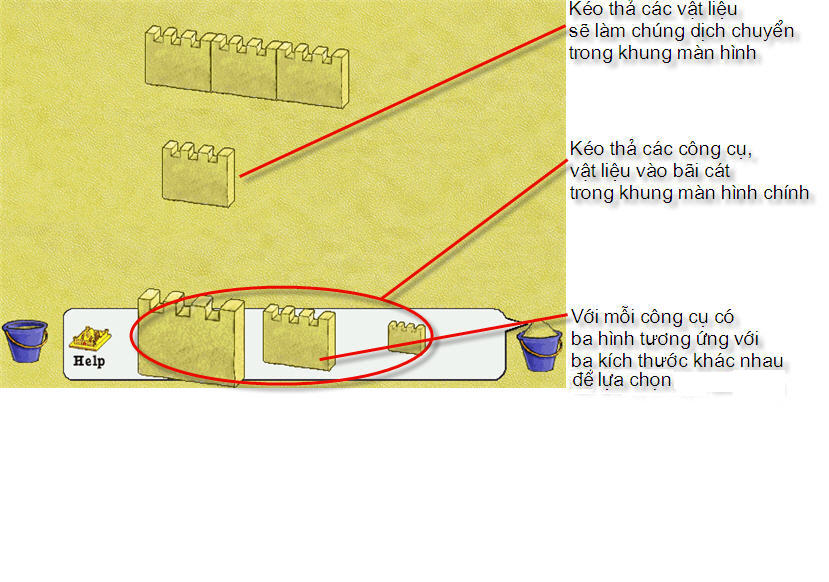 Kéo thả các vật liệu
sẽ làm chúng dịch chuyển
trong khung màn hình
Kéo thả các công cụ,
vật liệu vào bãi cát
trong khung màn hình chính
Với mỗi công cụ có
ba hình tương ứng với
ba kích thước khác nhau
để lựa chọn
Help